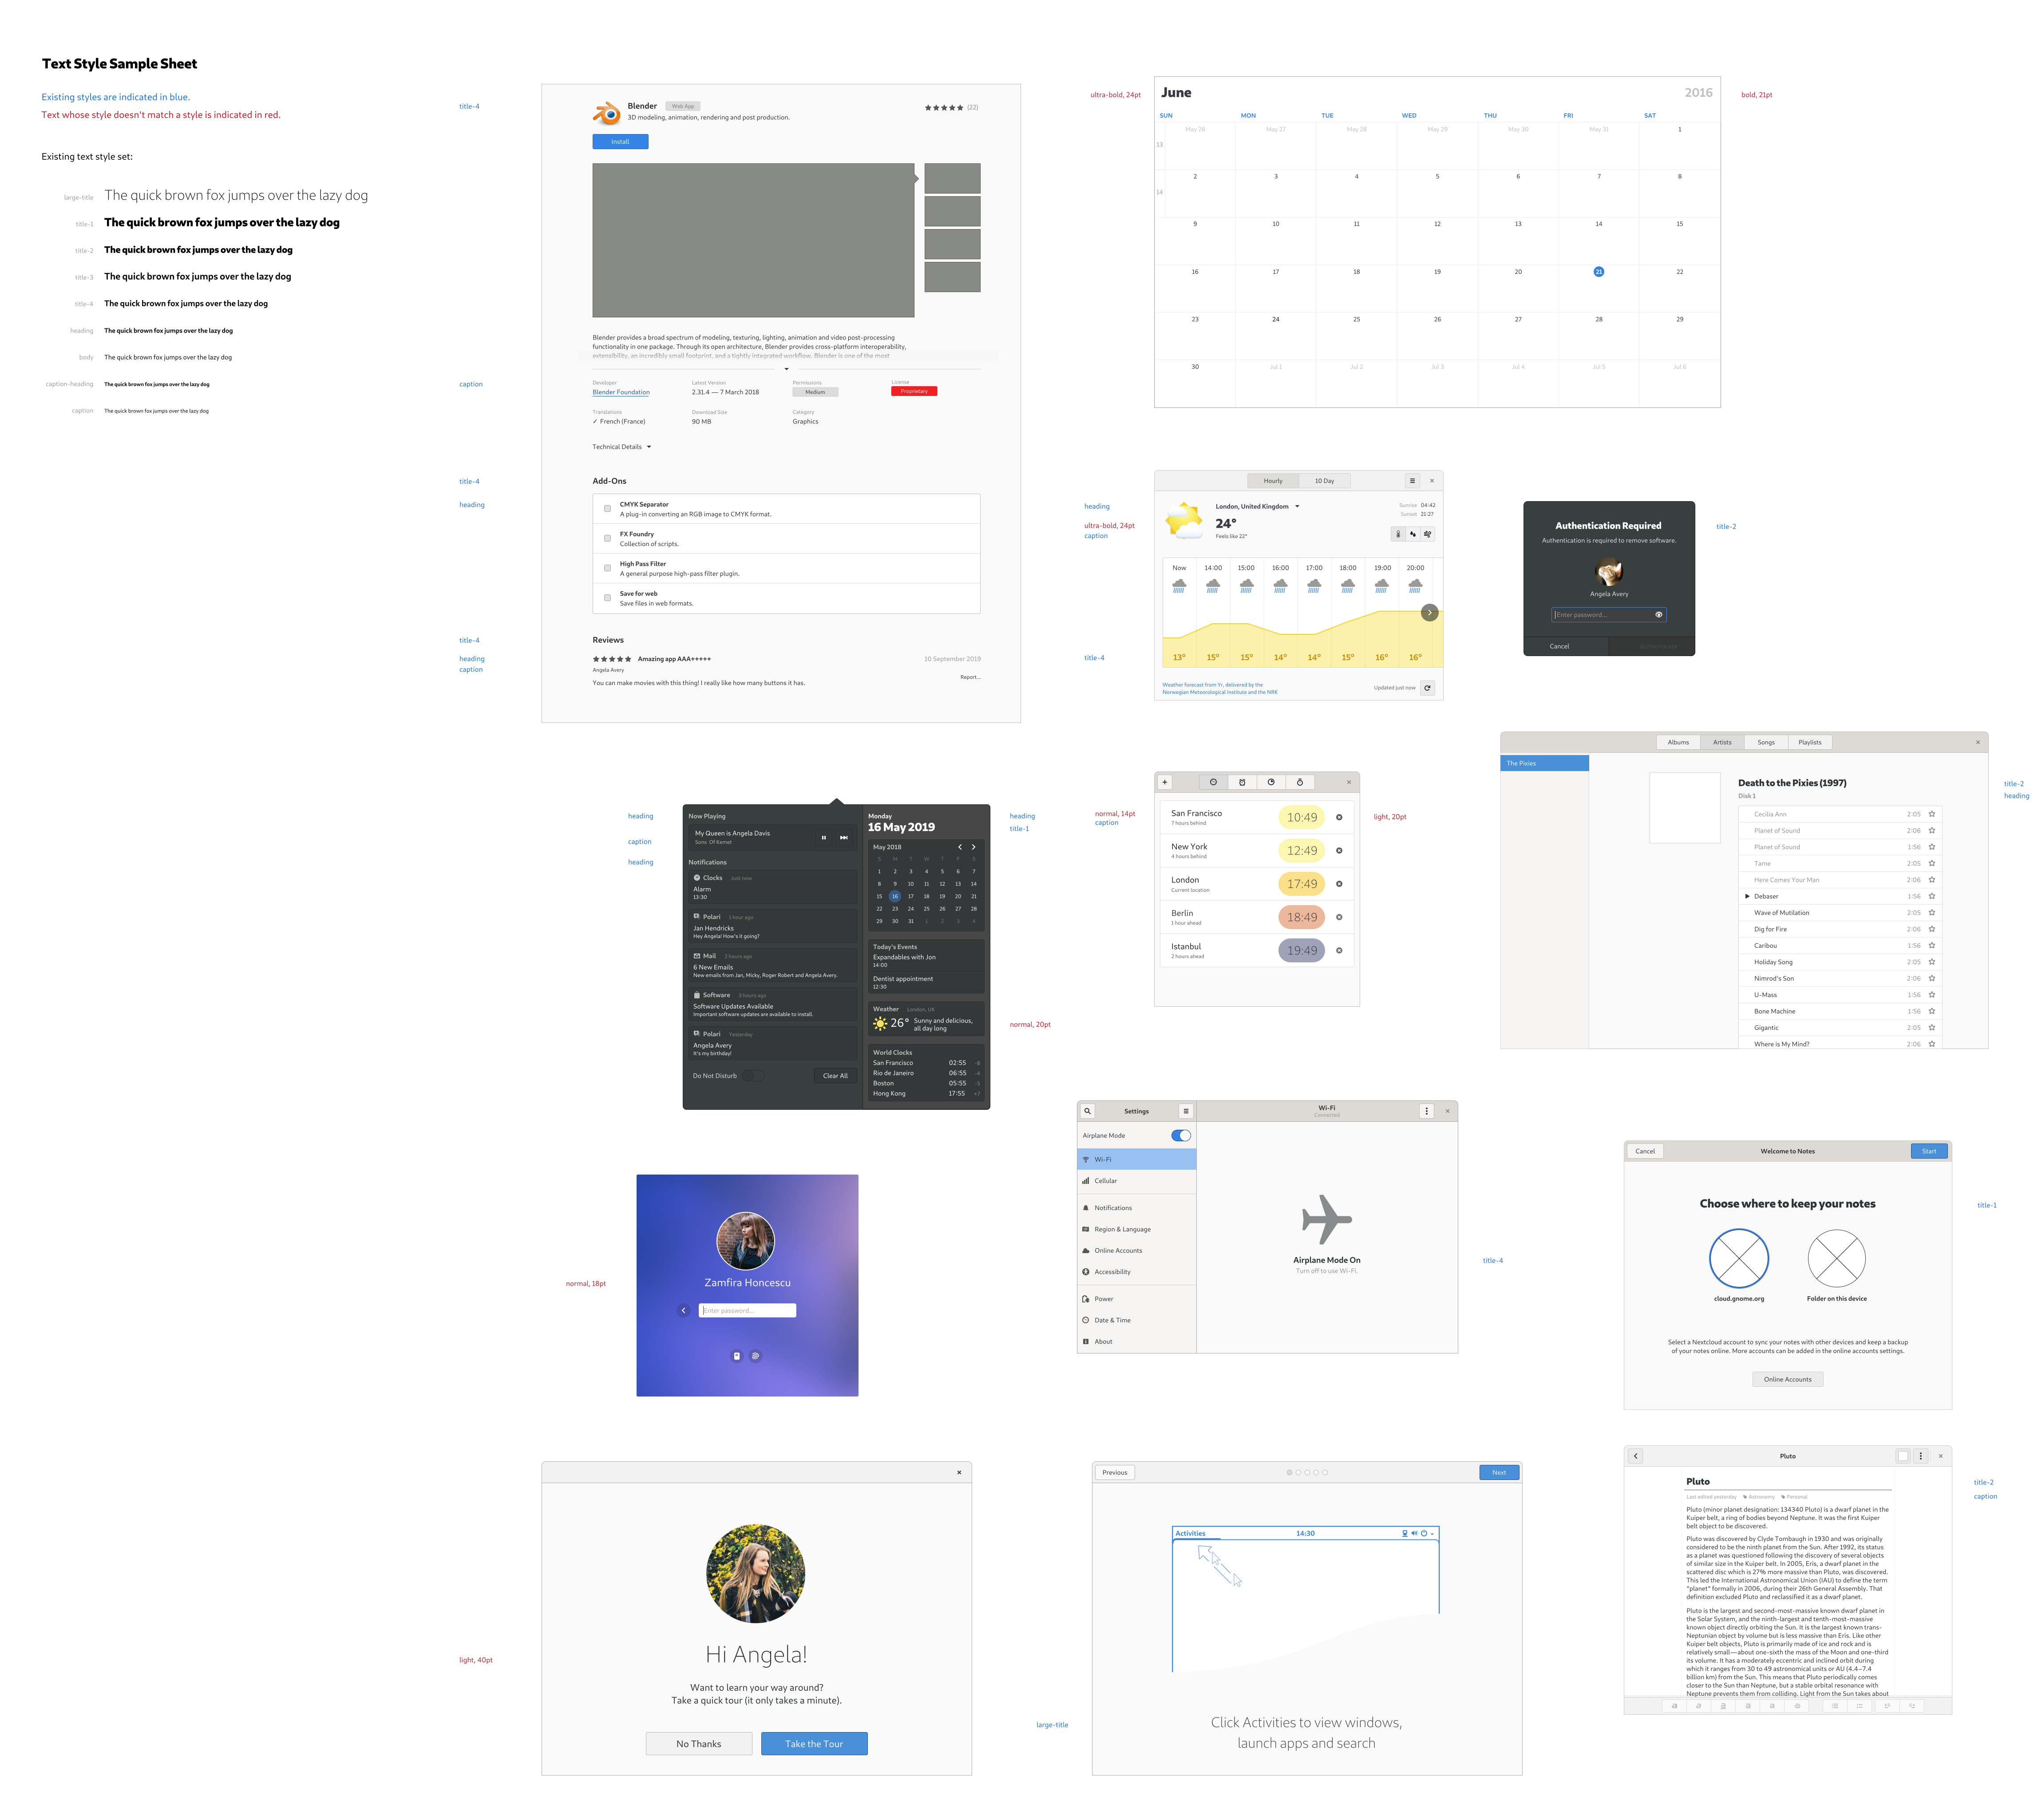 Text Style Sample Sheet
Existing styles are indicated in blue.
Text whose style doesn't match a style is indicated in red.
Existing text style set:
large-title The quick brown fox jumps over the lazy dog
title-1 The quick brown fox jumps over the lazy dog
title-2 The quick brown fox jumps over the lazy dog
title-3 The quick brown fox jumps over the lazy dog
title-4 The quick brown fox jumps over the lazy dog
heading The quick brown fox jumps over the lazy dog
body The quick brown fox jumps over the lazy dog
caption-heading The quick brown fox jumps over the lazy dog
caption The quick brown fox jumps over the lazy dog
title-4
Blender Web App
(22)
3D modeling, animation, rendering and post production.
Install
Blender provides a broad spectrum of modeling, texturing, lighting, animation and video post-processing
functionality in one package. Through its open architecture, Blender provides cross-platform interoperability,
extensibility, an incredibly small footprint, and a tightly integrated workflow. Blender is one of the most
caption
Developer Latest Version Permissions License
Blender Foundation 2.31.4 — 7 March 2018 Medium Proprietary
Translations Download Size Category
✓ French (France) 90 MB Graphics
Technical Details
title-4
Add-Ons
heading
CMYK Separator
A plug-in converting an RGB image to CMYK format.
FX Foundry
Collection of scripts.
High Pass Filter
A general purpose high-pass filter plugin.
Save for web
Save files in web formats.
title-4
Reviews
heading
★★★★★ Amazing app AAA+++++ 10 September 2019
caption
Angela Avery
Report...
You can make movies with this thing! I really like how many buttons it has.
ultra-bold, 24pt
June 2016
bold, 21pt
SUN MON TUE WED THU FRI SAT
May 26 May 27 May 28 May 29 May 30 May 31 1
13
2 3 4 5 6 7 8
14
9 10 11 12 13 14 15
16 17 18 19 20 21 22
23 24 25 26 27 28 29
30 Jul 1 Jul 2 Jul 3 Jul 4 Jul 5 Jul 6
Hourly 10 Day
heading
London, United Kingdom
Sunrise 04:42
Sunset 21:27
ultra-bold, 24pt
24°
caption
Feels like 22°
Now 14:00 15:00 16:00 17:00 18:00 19:00 20:00
title-4
13° 15° 15° 14° 14° 15° 16° 16°
Weather forecast from Yr, delivered by the
Norwegian Meteorological Institute and the NRK
Updated just now
Authentication Required
title-2
Authentication is required to remove software.
Angela Avery
Enter password...
Cancel
Albums Artists Songs Playlists
The Pixies
Death to the Pixies (1997)
title-2
Disk 1
heading
Cecilia Ann 2:05
Planet of Sound 2:06
Planet of Sound 1:56
Tame 2:05
Here Comes Your Man 2:06
Debaser 1:56
Wave of Mutilation 2:05
Dig for Fire 2:06
Caribou 1:56
Holiday Song 2:05
Nimrod's Son 2:06
U-Mass 1:56
Bone Machine 1:56
Gigantic 2:05
Where is My Mind? 2:06
heading
Now Playing
My Queen is Angela Davis
caption
Sons Of Kemet
heading
Notifications
Clocks Just now
Alarm
13:30
Polari 1 hour ago
Jan Hendricks
Hey Angela! How's it going?
Mail 2 hours ago
6 New Emails
New emails from Jan, Micky, Roger Robert and Angela Avery.
Software 3 hours ago
Software Updates Available
Important software updates are available to install.
Polari Yesterday
Angela Avery
It's my birthday!
Do Not Disturb
Clear All
Monday
heading
16 May 2019
title-1
May 2018
S M T W T F S
1 2 3 4 5 6 7
8 9 10 11 12 13 14
15 16 17 18 19 20 21
22 23 24 25 26 27 28
29 30 31 1 2 3 4
Today's Events
Expandables with Jon
14:00
Dentist appointment
12:30
Weather London, UK
26° Sunny and delicious,
all day long
normal, 20pt
World Clocks
San Francisco 02:55 -8
Rio de Janeiro 06:55 -4
Boston 05:55 -5
Hong Kong 17:55 +7
normal, 14pt
San Francisco 10:49
light, 20pt
caption
7 hours behind
New York 12:49
4 hours behind
London 17:49
Current location
Berlin 18:49
1 hour ahead
Istanbul 19:49
2 hours ahead
Settings
Wi-Fi
Connected
Airplane Mode
Wi-Fi
Cellular
Notifications
Region & Language
Online Accounts
Accessibility
Power
Date & Time
About
Airplane Mode On
title-4
Turn off to use Wi-Fi.
normal, 18pt
Zamfira Honcescu
Enter password...
Cancel Welcome to Notes Start
Choose where to keep your notes
title-1
cloud.gnome.org Folder on this device
Select a Nextcloud account to sync your notes with other devices and keep a backup
of your notes online. More accounts can be added in the online accounts settings.
Online Accounts
light, 40pt
Hi Angela!
Want to learn your way around?
Take a quick tour (it only takes a minute).
No Thanks Take the Tour
Previous Next
Activities 14:30
large-title
Click Activities to view windows,
launch apps and search
Pluto
Pluto
title-2
Last edited yesterday Astronomy Personal
caption
Pluto (minor planet designation: 134340 Pluto) is a dwarf planet in the
Kuiper belt, a ring of bodies beyond Neptune. It was the first Kuiper
belt object to be discovered.
Pluto was discovered by Clyde Tombaugh in 1930 and was originally
considered to be the ninth planet from the Sun. After 1992, its status
as a planet was questioned following the discovery of several objects
of similar size in the Kuiper belt. In 2005, Eris, a dwarf planet in the
scattered disc which is 27% more massive than Pluto, was discovered.
This led the International Astronomical Union (IAU) to define the term
"planet" formally in 2006, during their 26th General Assembly. That
definition excluded Pluto and reclassified it as a dwarf planet.
Pluto is the largest and second-most-massive known dwarf planet in
the Solar System, and the ninth-largest and tenth-most-massive
known object directly orbiting the Sun. It is the largest known trans-
Neptunian object by volume but is less massive than Eris. Like other
Kuiper belt objects, Pluto is primarily made of ice and rock and is
relatively small—about one-sixth the mass of the Moon and one-third
its volume. It has a moderately eccentric and inclined orbit during
which it ranges from 30 to 49 astronomical units or AU (4.4–7.4
billion km) from the Sun. This means that Pluto periodically comes
closer to the Sun than Neptune, but a stable orbital resonance with
Neptune prevents them from colliding. Light from the Sun takes about